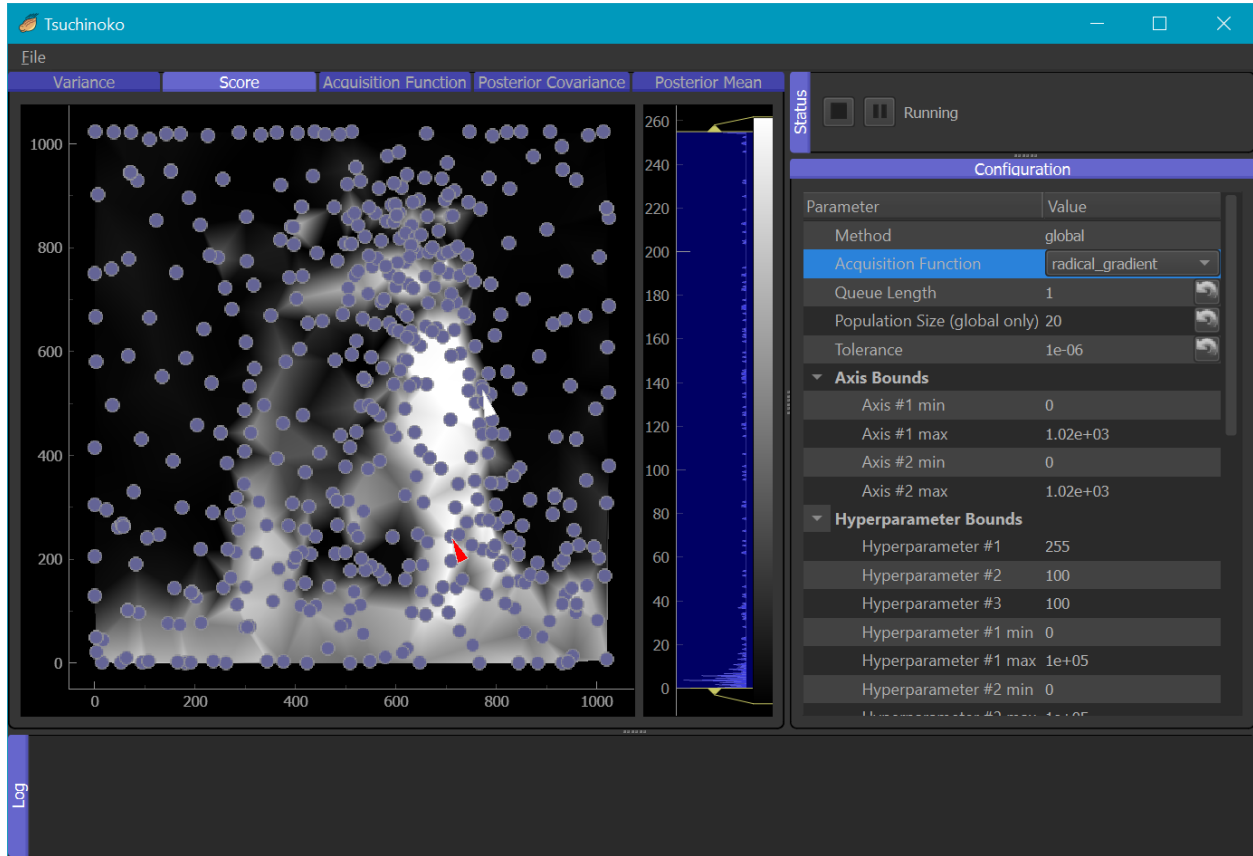 Tsuchinoko
File
Variance Score Acquisition Function Posterior Covariance Posterior Mean
Status
Running
Configuration
Parameter Value
Method global
Acquisition Function radical_gradient
Queue Length 1
Population Size (global only) 20
Tolerance 1e-06
Axis Bounds
Axis #1 min 0
Axis #1 max 1.02e+03
Axis #2 min 0
Axis #2 max 1.02e+03
Hyperparameter Bounds
Hyperparameter #1 255
Hyperparameter #2 100
Hyperparameter #3 100
Hyperparameter #1 min 0
Hyperparameter #1 max 1e+05
Hyperparameter #2 min 0
Hyperparameter #2 max 1e+05
1000
800
600
400
200
0
0 200 400 600 800 1000
260
240
220
200
180
160
140
120
100
80
60
40
20
0
Log